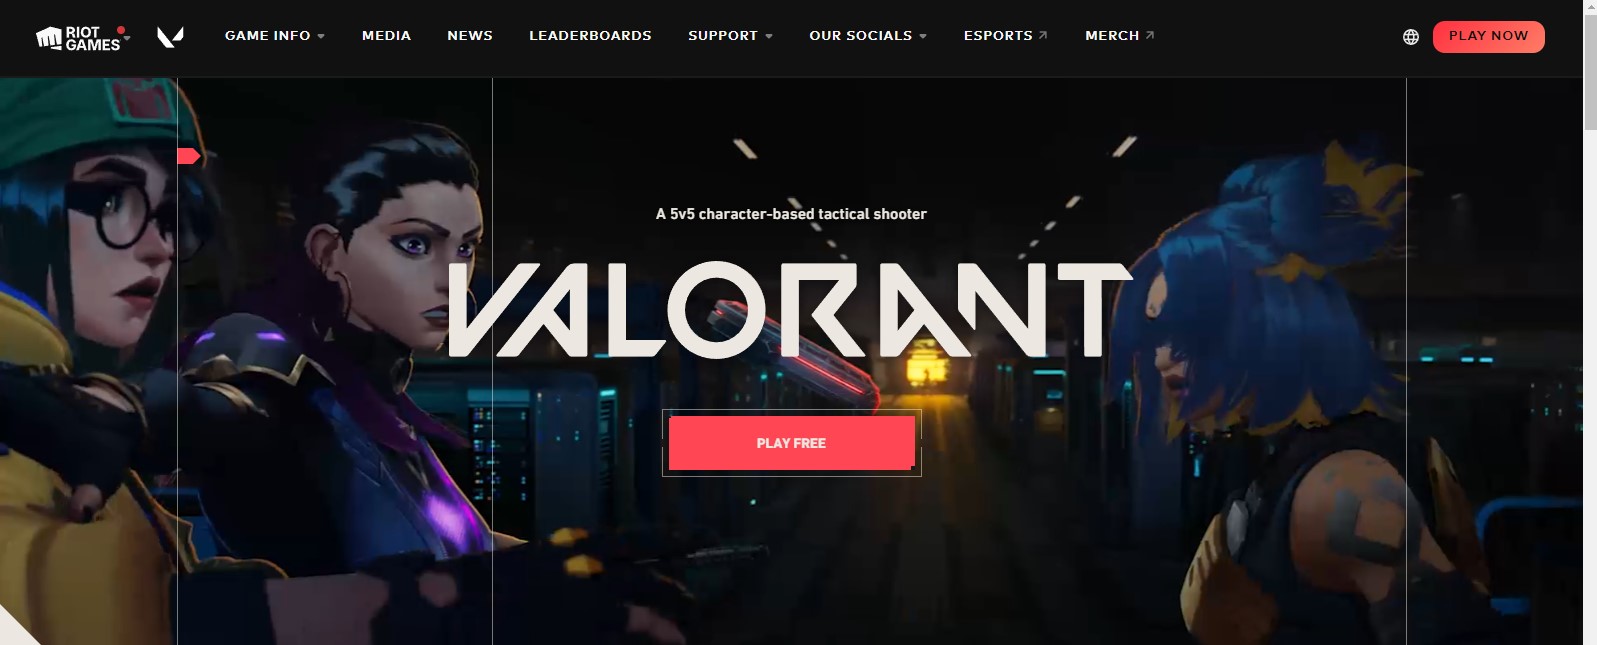 RIOT GAMES
GAME INFO
MEDIA
NEWS
LEADERBOARDS
SUPPORT
OUR SOCIALS
ESPORTS
MERCH
PLAY NOW
A 5v5 character-based tactical shooter
VALORANT
PLAY FREE